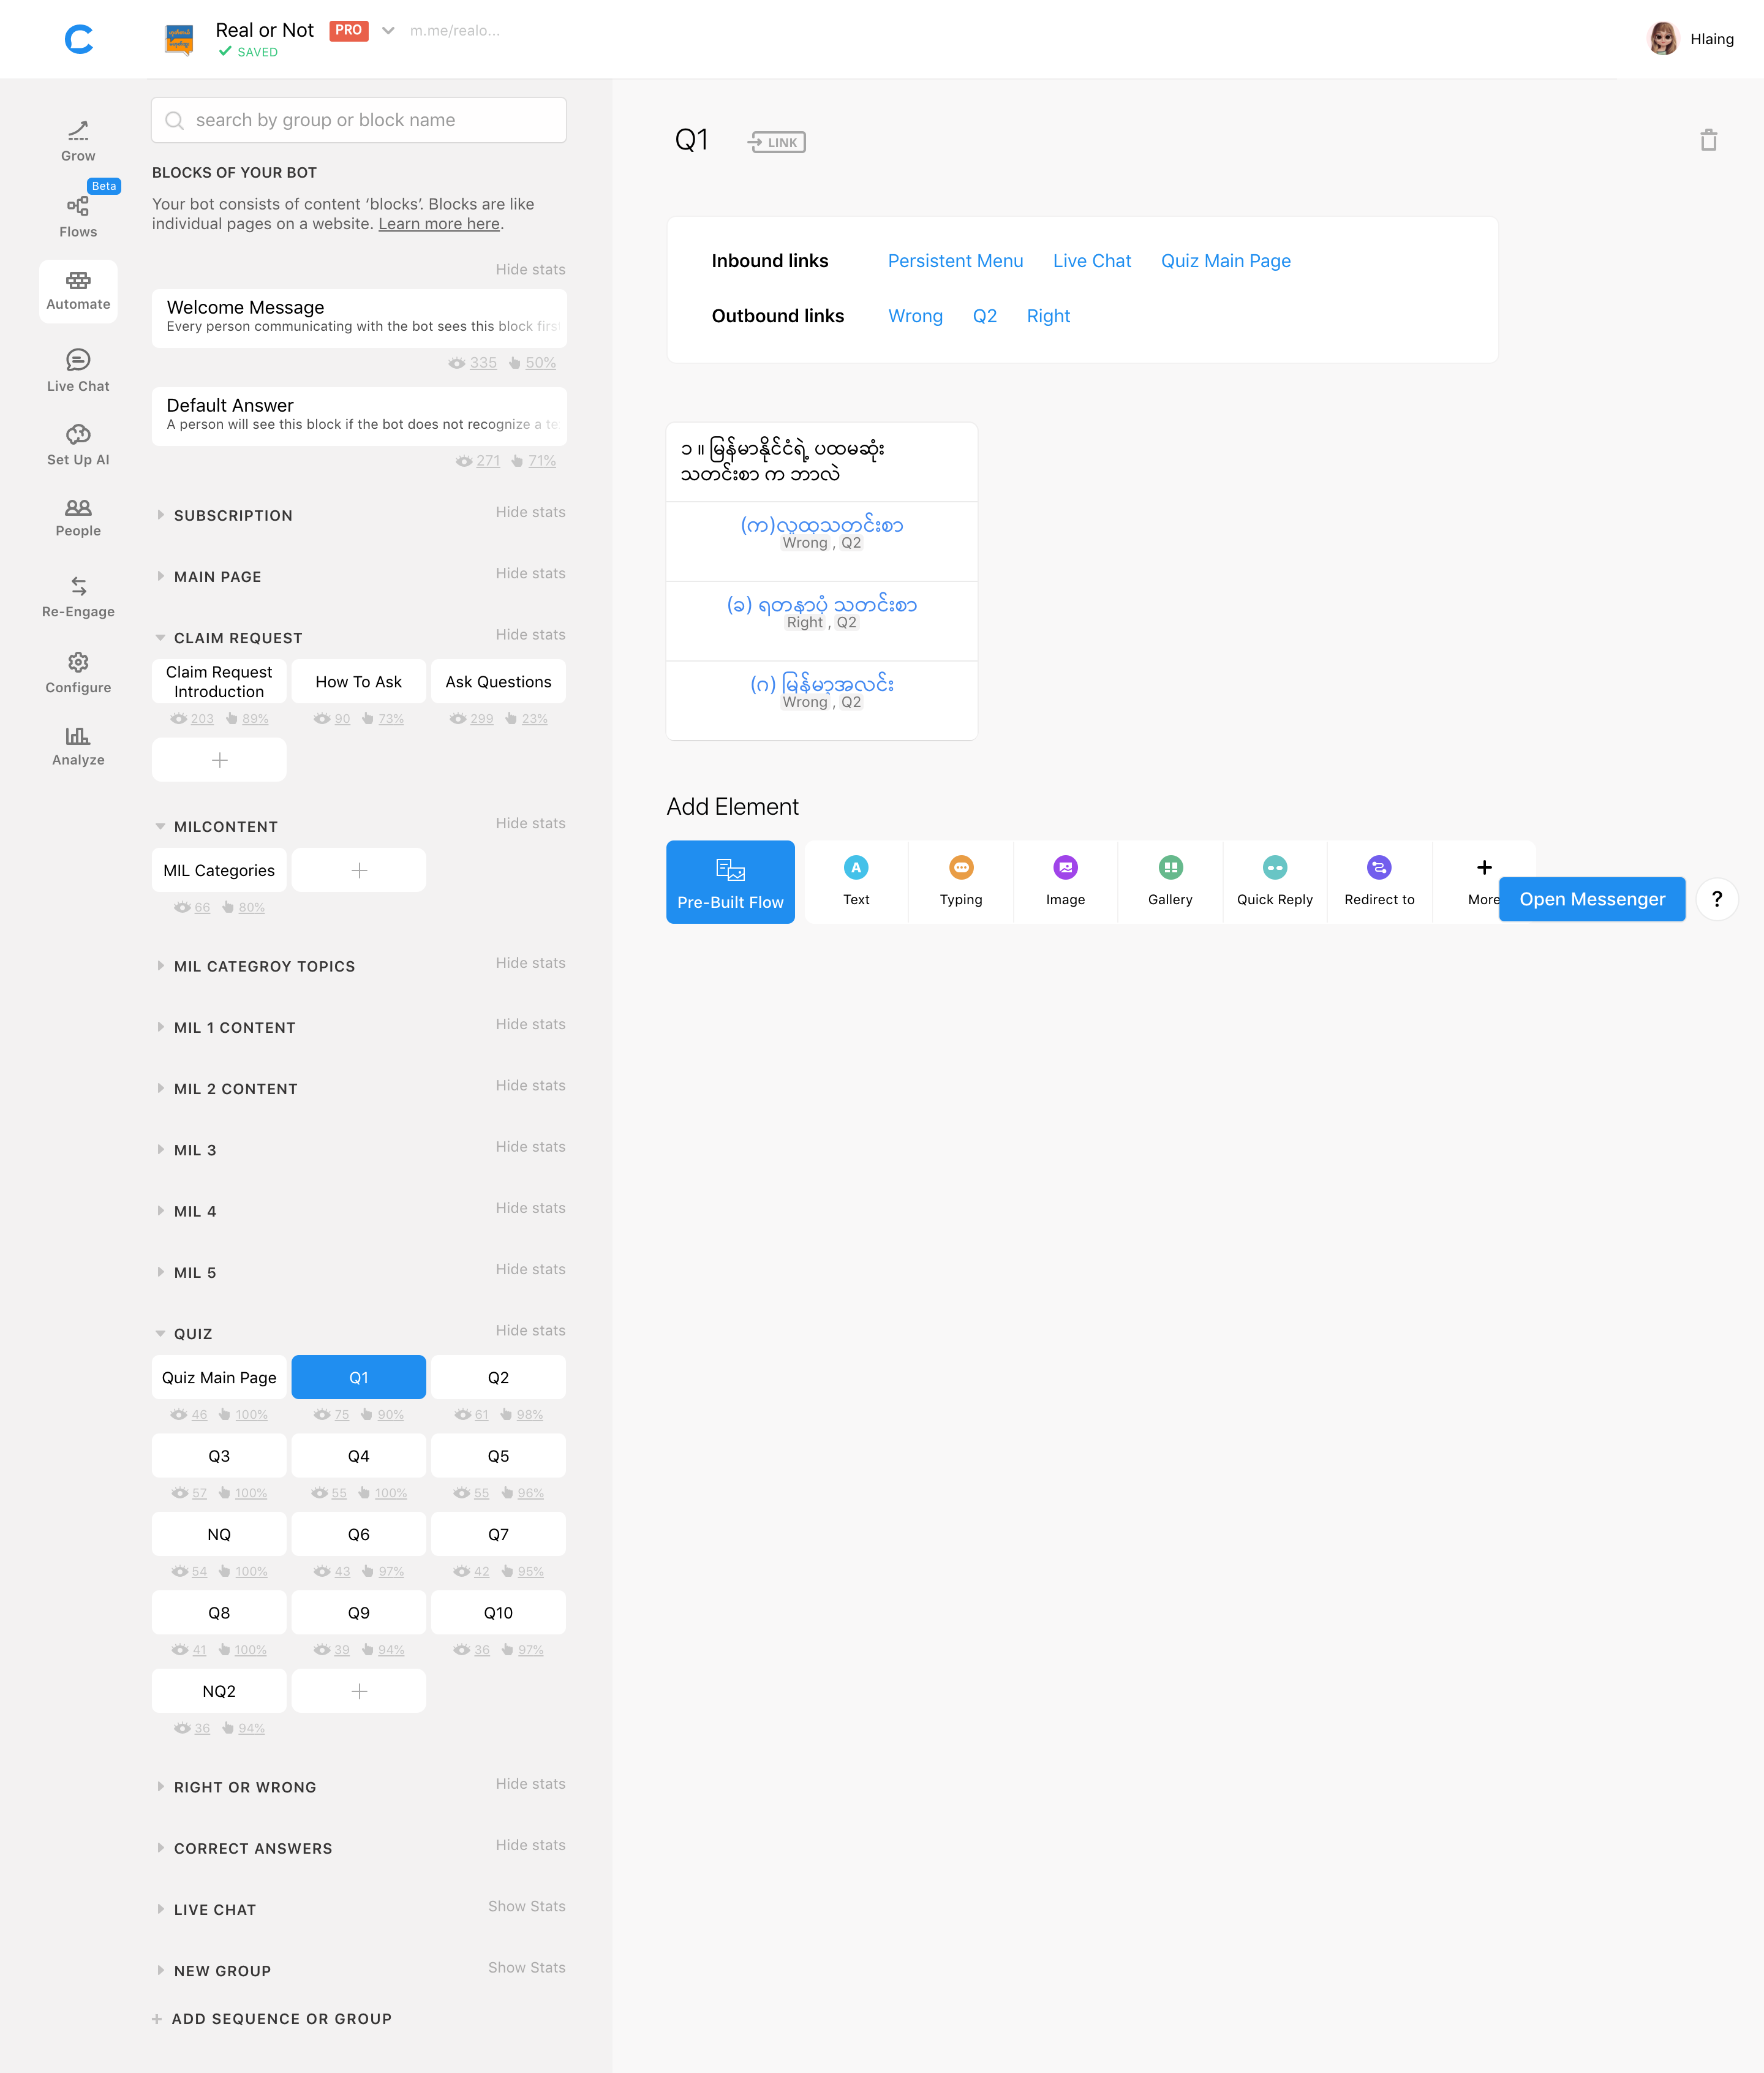 Real or Not PRO m.me/realo...
SAVED
Hlaing
Grow
Beta
Flows
Automate
Live Chat
Set Up AI
People
Re-Engage
Configure
Analyze
search by group or block name
BLOCKS OF YOUR BOT
Your bot consists of content ‘blocks’. Blocks are like
individual pages on a website. Learn more here.
Hide stats
Welcome Message
Every person communicating with the bot sees this block firs
335 50%
Default Answer
A person will see this block if the bot does not recognize a te
271 71%
SUBSCRIPTION Hide stats
MAIN PAGE Hide stats
CLAIM REQUEST Hide stats
Claim Request
Introduction
How To Ask
Ask Questions
203 89% 90 73% 299 23%
MILCONTENT Hide stats
MIL Categories
66 80%
MIL CATEGROY TOPICS Hide stats
MIL 1 CONTENT Hide stats
MIL 2 CONTENT Hide stats
MIL 3 Hide stats
MIL 4 Hide stats
MIL 5 Hide stats
QUIZ Hide stats
Quiz Main Page Q1 Q2
46 100% 75 90% 61 98%
Q3 Q4 Q5
57 100% 55 100% 55 96%
NQ Q6 Q7
54 100% 43 97% 42 95%
Q8 Q9 Q10
41 100% 39 94% 36 97%
NQ2
36 94%
RIGHT OR WRONG Hide stats
CORRECT ANSWERS Hide stats
LIVE CHAT Show Stats
NEW GROUP Show Stats
ADD SEQUENCE OR GROUP
Q1 LINK
Inbound links Persistent Menu Live Chat Quiz Main Page
Outbound links Wrong Q2 Right
၁ ။ မြန်မာနိုင်ငံရဲ့ ပထမဆုံး
သတင်းစာ က ဘာလဲ
(က)လူထုသတင်းစာ
Wrong , Q2
(ခ) ရတနာပုံ သတင်းစာ
Right , Q2
(ဂ) မြန်မာ့အလင်း
Wrong , Q2
Add Element
Pre-Built Flow
Text
Typing
Image
Gallery
Quick Reply
Redirect to
More
Open Messenger
?